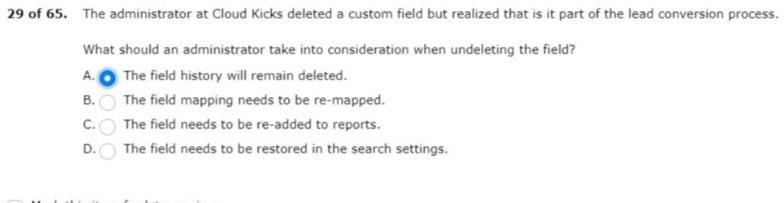 29 of 65. The administrator at Cloud Kicks deleted a custom field but realized that is it part of the lead conversion process.
What should an administrator take into consideration when undeleting the field?
A. The field history will remain deleted.
B. The field mapping needs to be re-mapped.
C. The field needs to be re-added to reports.
D. The field needs to be restored in the search settings.